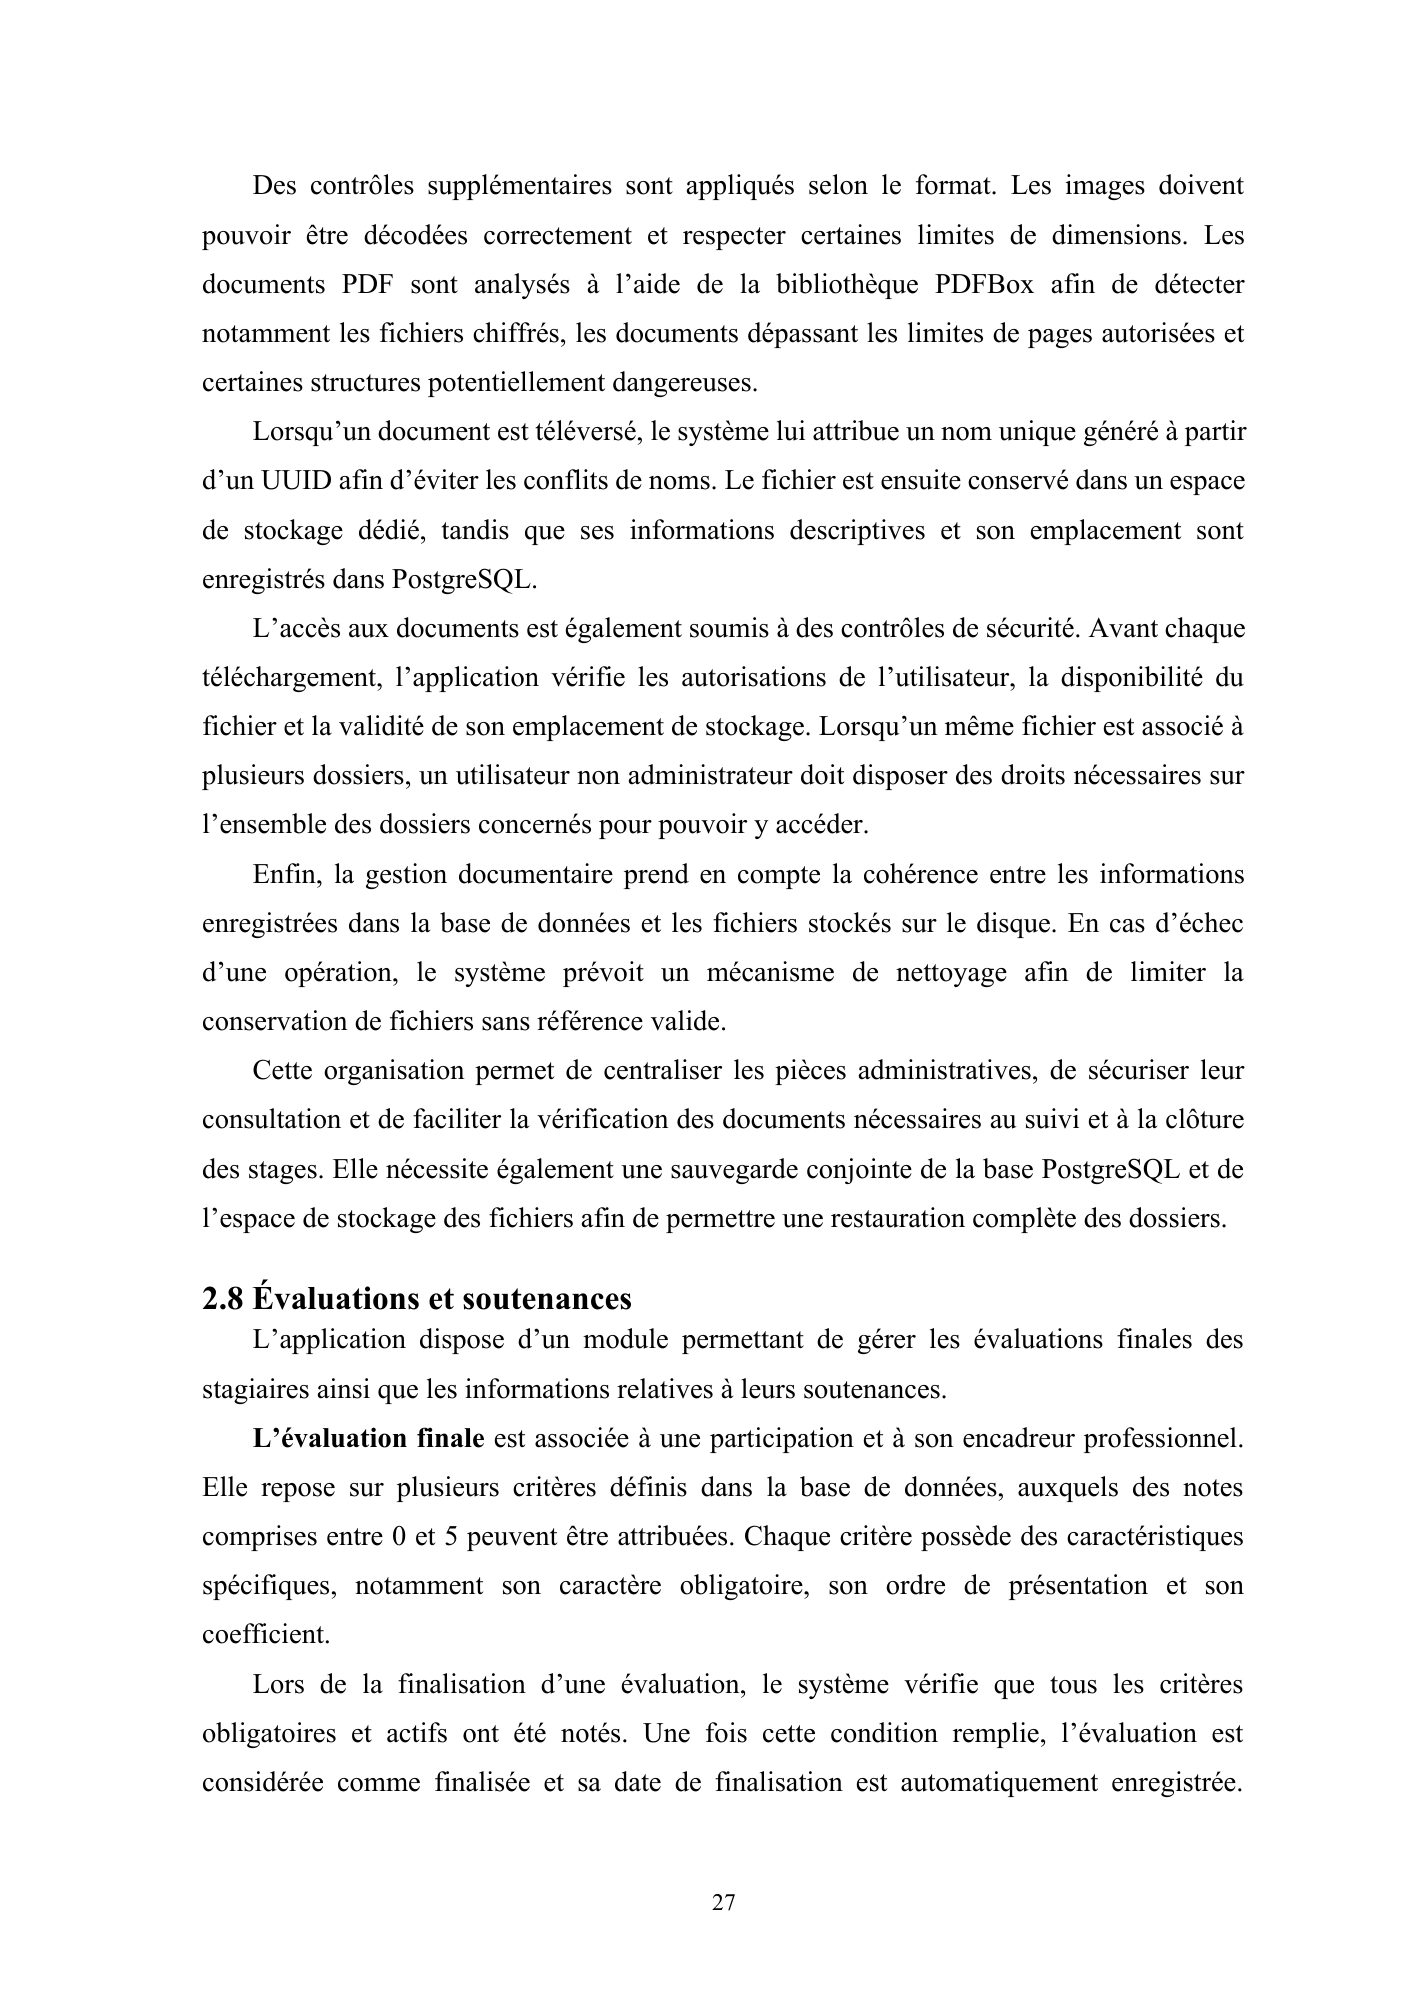 Des contrôles supplémentaires sont appliqués selon le format. Les images doivent
pouvoir être décodées correctement et respecter certaines limites de dimensions. Les
documents PDF sont analysés à l’aide de la bibliothèque PDFBox afin de détecter
notamment les fichiers chiffrés, les documents dépassant les limites de pages autorisées et
certaines structures potentiellement dangereuses.
Lorsqu’un document est téléversé, le système lui attribue un nom unique généré à partir
d’un UUID afin d’éviter les conflits de noms. Le fichier est ensuite conservé dans un espace
de stockage dédié, tandis que ses informations descriptives et son emplacement sont
enregistrés dans PostgreSQL.
L’accès aux documents est également soumis à des contrôles de sécurité. Avant chaque
téléchargement, l’application vérifie les autorisations de l’utilisateur, la disponibilité du
fichier et la validité de son emplacement de stockage. Lorsqu’un même fichier est associé à
plusieurs dossiers, un utilisateur non administrateur doit disposer des droits nécessaires sur
l’ensemble des dossiers concernés pour pouvoir y accéder.
Enfin, la gestion documentaire prend en compte la cohérence entre les informations
enregistrées dans la base de données et les fichiers stockés sur le disque. En cas d’échec
d’une opération, le système prévoit un mécanisme de nettoyage afin de limiter la
conservation de fichiers sans référence valide.
Cette organisation permet de centraliser les pièces administratives, de sécuriser leur
consultation et de faciliter la vérification des documents nécessaires au suivi et à la clôture
des stages. Elle nécessite également une sauvegarde conjointe de la base PostgreSQL et de
l’espace de stockage des fichiers afin de permettre une restauration complète des dossiers.
2.8 Évaluations et soutenances
L’application dispose d’un module permettant de gérer les évaluations finales des
stagiaires ainsi que les informations relatives à leurs soutenances.
L’évaluation finale est associée à une participation et à son encadreur professionnel.
Elle repose sur plusieurs critères définis dans la base de données, auxquels des notes
comprises entre 0 et 5 peuvent être attribuées. Chaque critère possède des caractéristiques
spécifiques, notamment son caractère obligatoire, son ordre de présentation et son
coefficient.
Lors de la finalisation d’une évaluation, le système vérifie que tous les critères
obligatoires et actifs ont été notés. Une fois cette condition remplie, l’évaluation est
considérée comme finalisée et sa date de finalisation est automatiquement enregistrée.
27